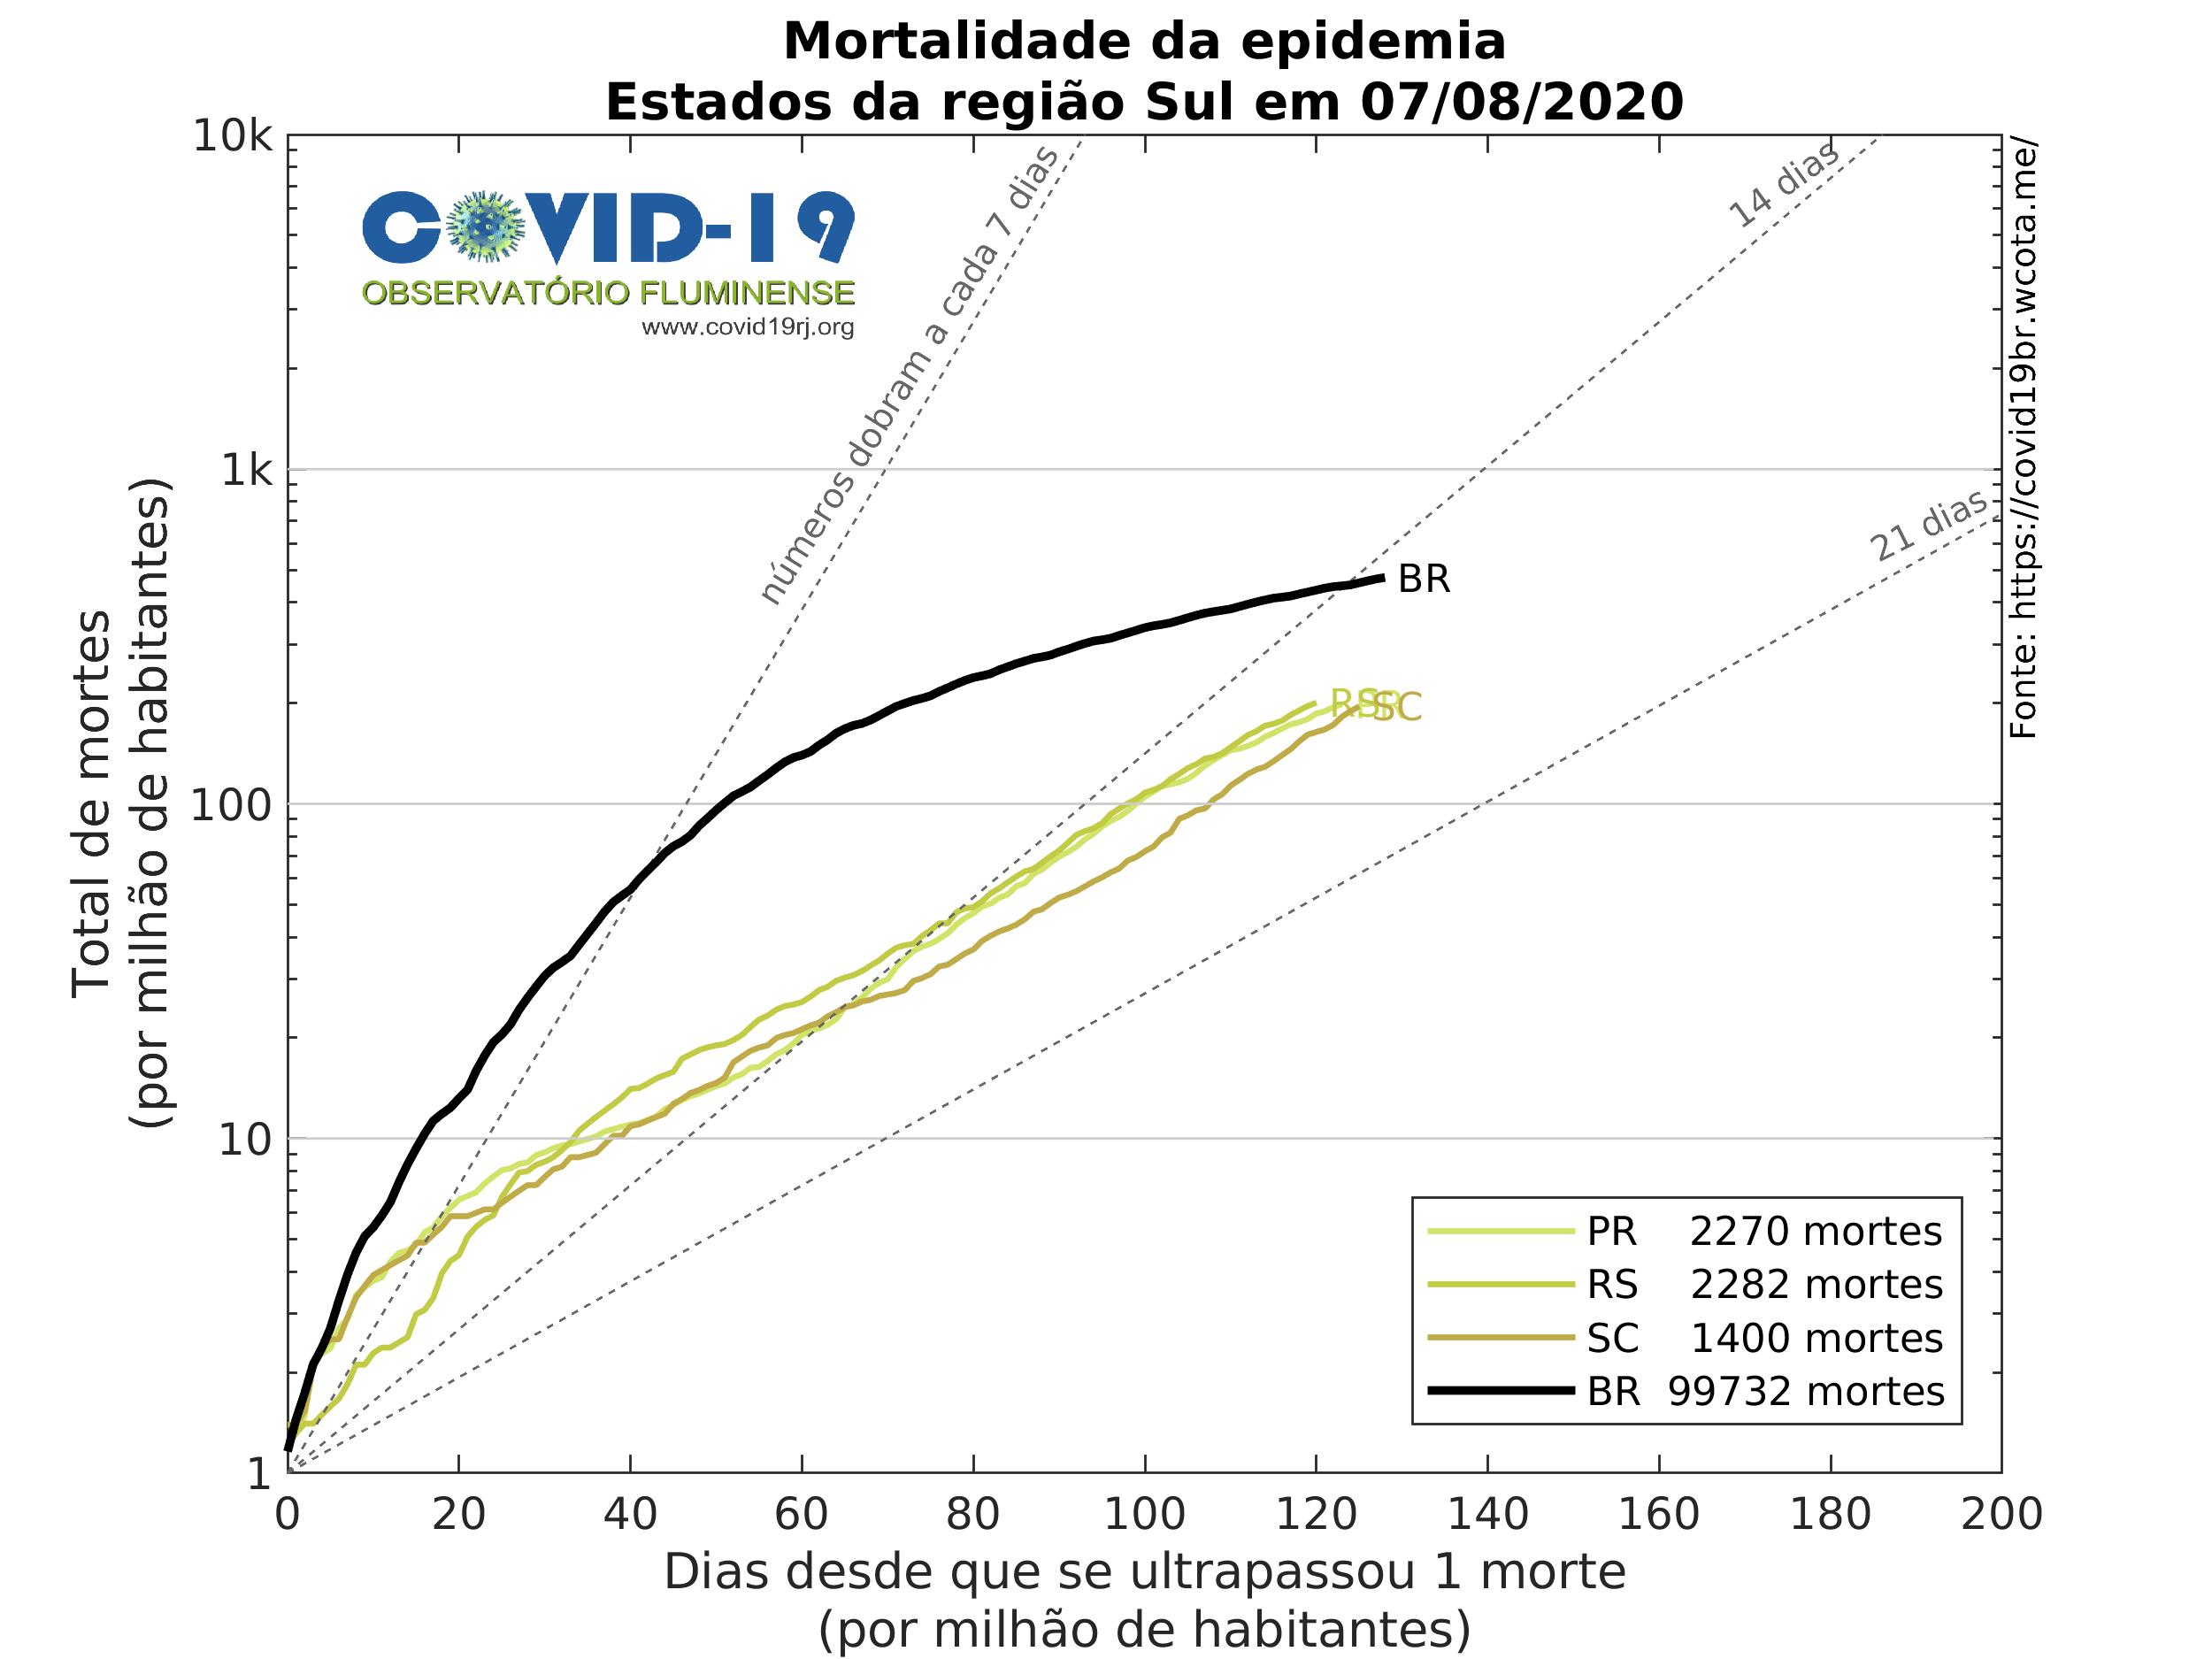 Mortalidade da epidemia
Estados da região Sul em 07/08/2020
COVID-19
OBSERVATÓRIO FLUMINENSE
www.covid19rj.org
números dobram a cada 7 dias
14 dias
21 dias
Fonte: https://covid19br.wcota.me/
Total de mortes
(por milhão de habitantes)
10k
1k
100
10
1
BR
RS
PR
SC
PR 2270 mortes
RS 2282 mortes
SC 1400 mortes
BR 99732 mortes
0 20 40 60 80 100 120 140 160 180 200
Dias desde que se ultrapassou 1 morte
(por milhão de habitantes)